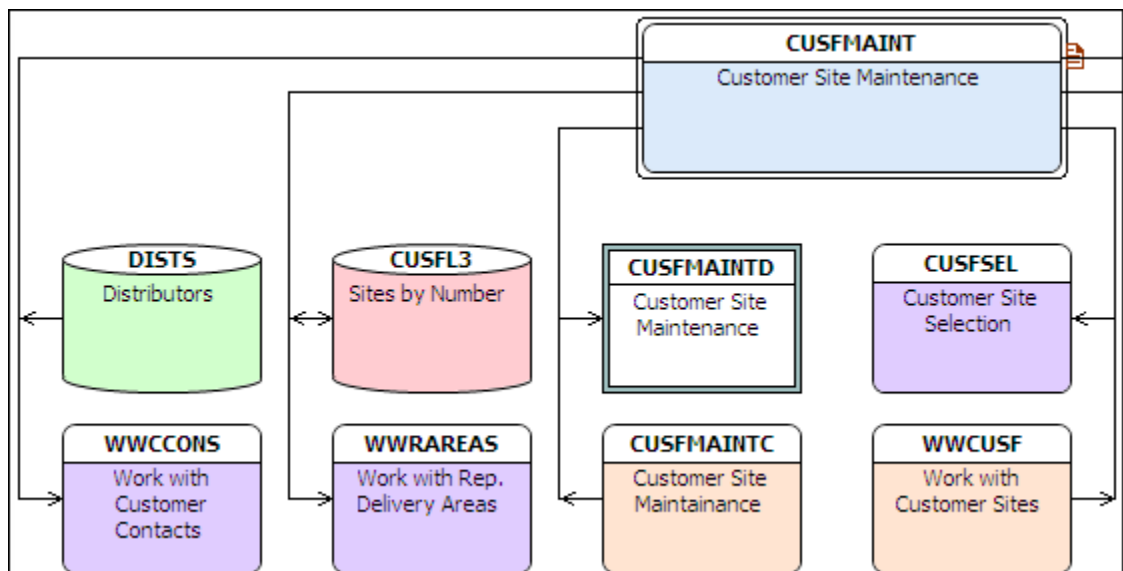 CUSFMAINT
Customer Site Maintenance
DISTS
Distributors
CUSFL3
Sites by Number
CUSFMAINTD
Customer Site
Maintenance
CUSFSEL
Customer Site
Selection
WWCCONS
Work with
Customer
Contacts
WWRAREAS
Work with Rep.
Delivery Areas
CUSFMAINTC
Customer Site
Maintainance
WWCUSF
Work with
Customer Sites